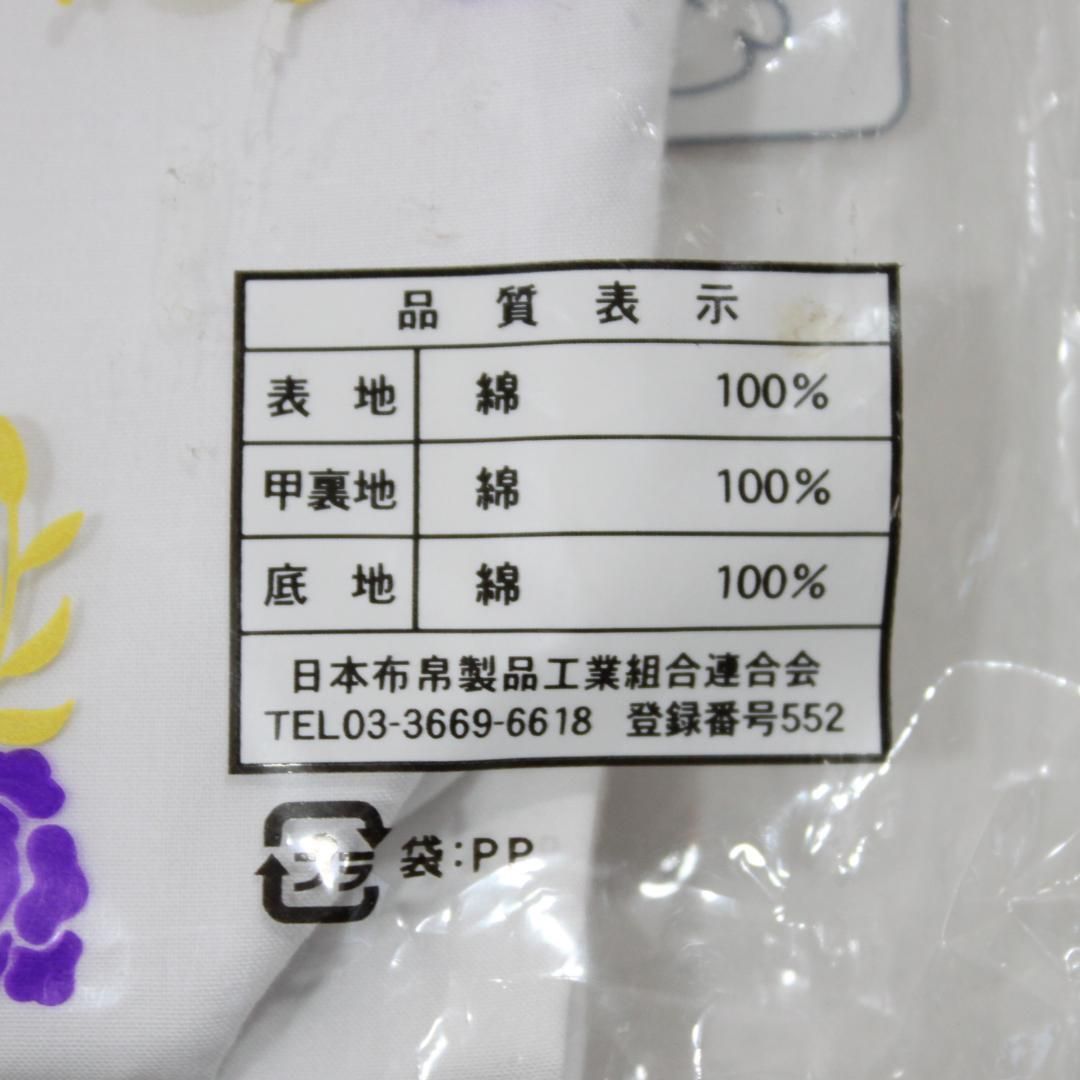 品質表示
表地 綿 100%
甲裏地 綿 100%
底地 綿 100%
日本布帛製品工業組合連合会
TEL03-3669-6618 登録番号552
プラ 袋:PP